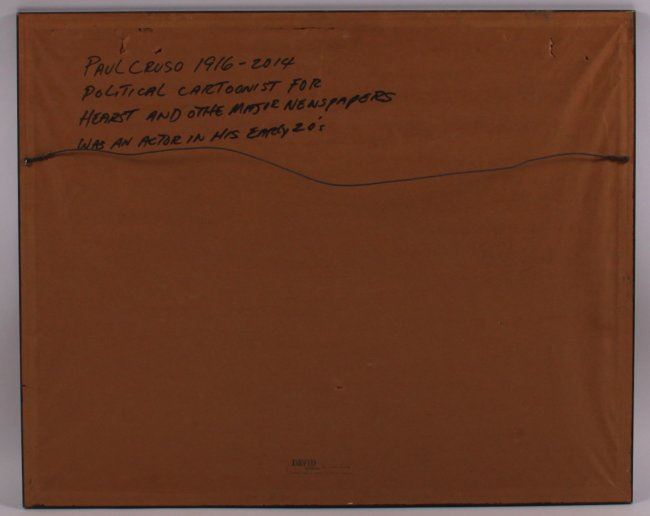 PAUL CRUSO 1916-2014
POLITICAL CARTOONIST FOR
HEARST AND OTHE MAJOR NEWSPAPERS
WAS AN ACTOR IN HIS EARLY 20's
DAVID